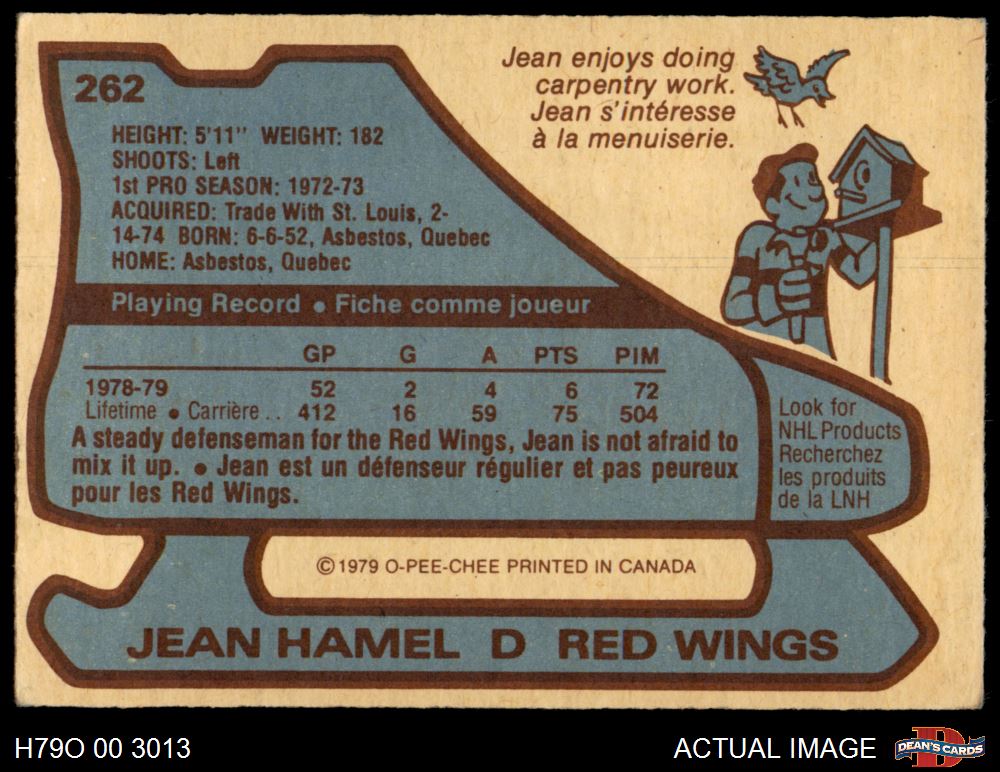 262
Jean enjoys doing
carpentry work.
Jean s'intéresse
à la menuiserie.
HEIGHT: 5'11" WEIGHT: 182
SHOOTS: Left
1st PRO SEASON: 1972-73
ACQUIRED: Trade With St. Louis, 2-
14-74 BORN: 6-6-52, Asbestos, Quebec
HOME: Asbestos, Quebec
Playing Record • Fiche comme joueur
GP G A PTS PIM
1978-79 52 2 4 6 72
Lifetime • Carrière .. 412 16 59 75 504
A steady defenseman for the Red Wings, Jean is not afraid to
mix it up. • Jean est un défenseur régulier et pas peureux
pour les Red Wings.
Look for
NHL Products
Recherchez
les produits
de la LNH
© 1979 O-PEE-CHEE PRINTED IN CANADA
JEAN HAMEL D RED WINGS
H79O 00 3013
ACTUAL IMAGE
D
DEAN'S CARDS